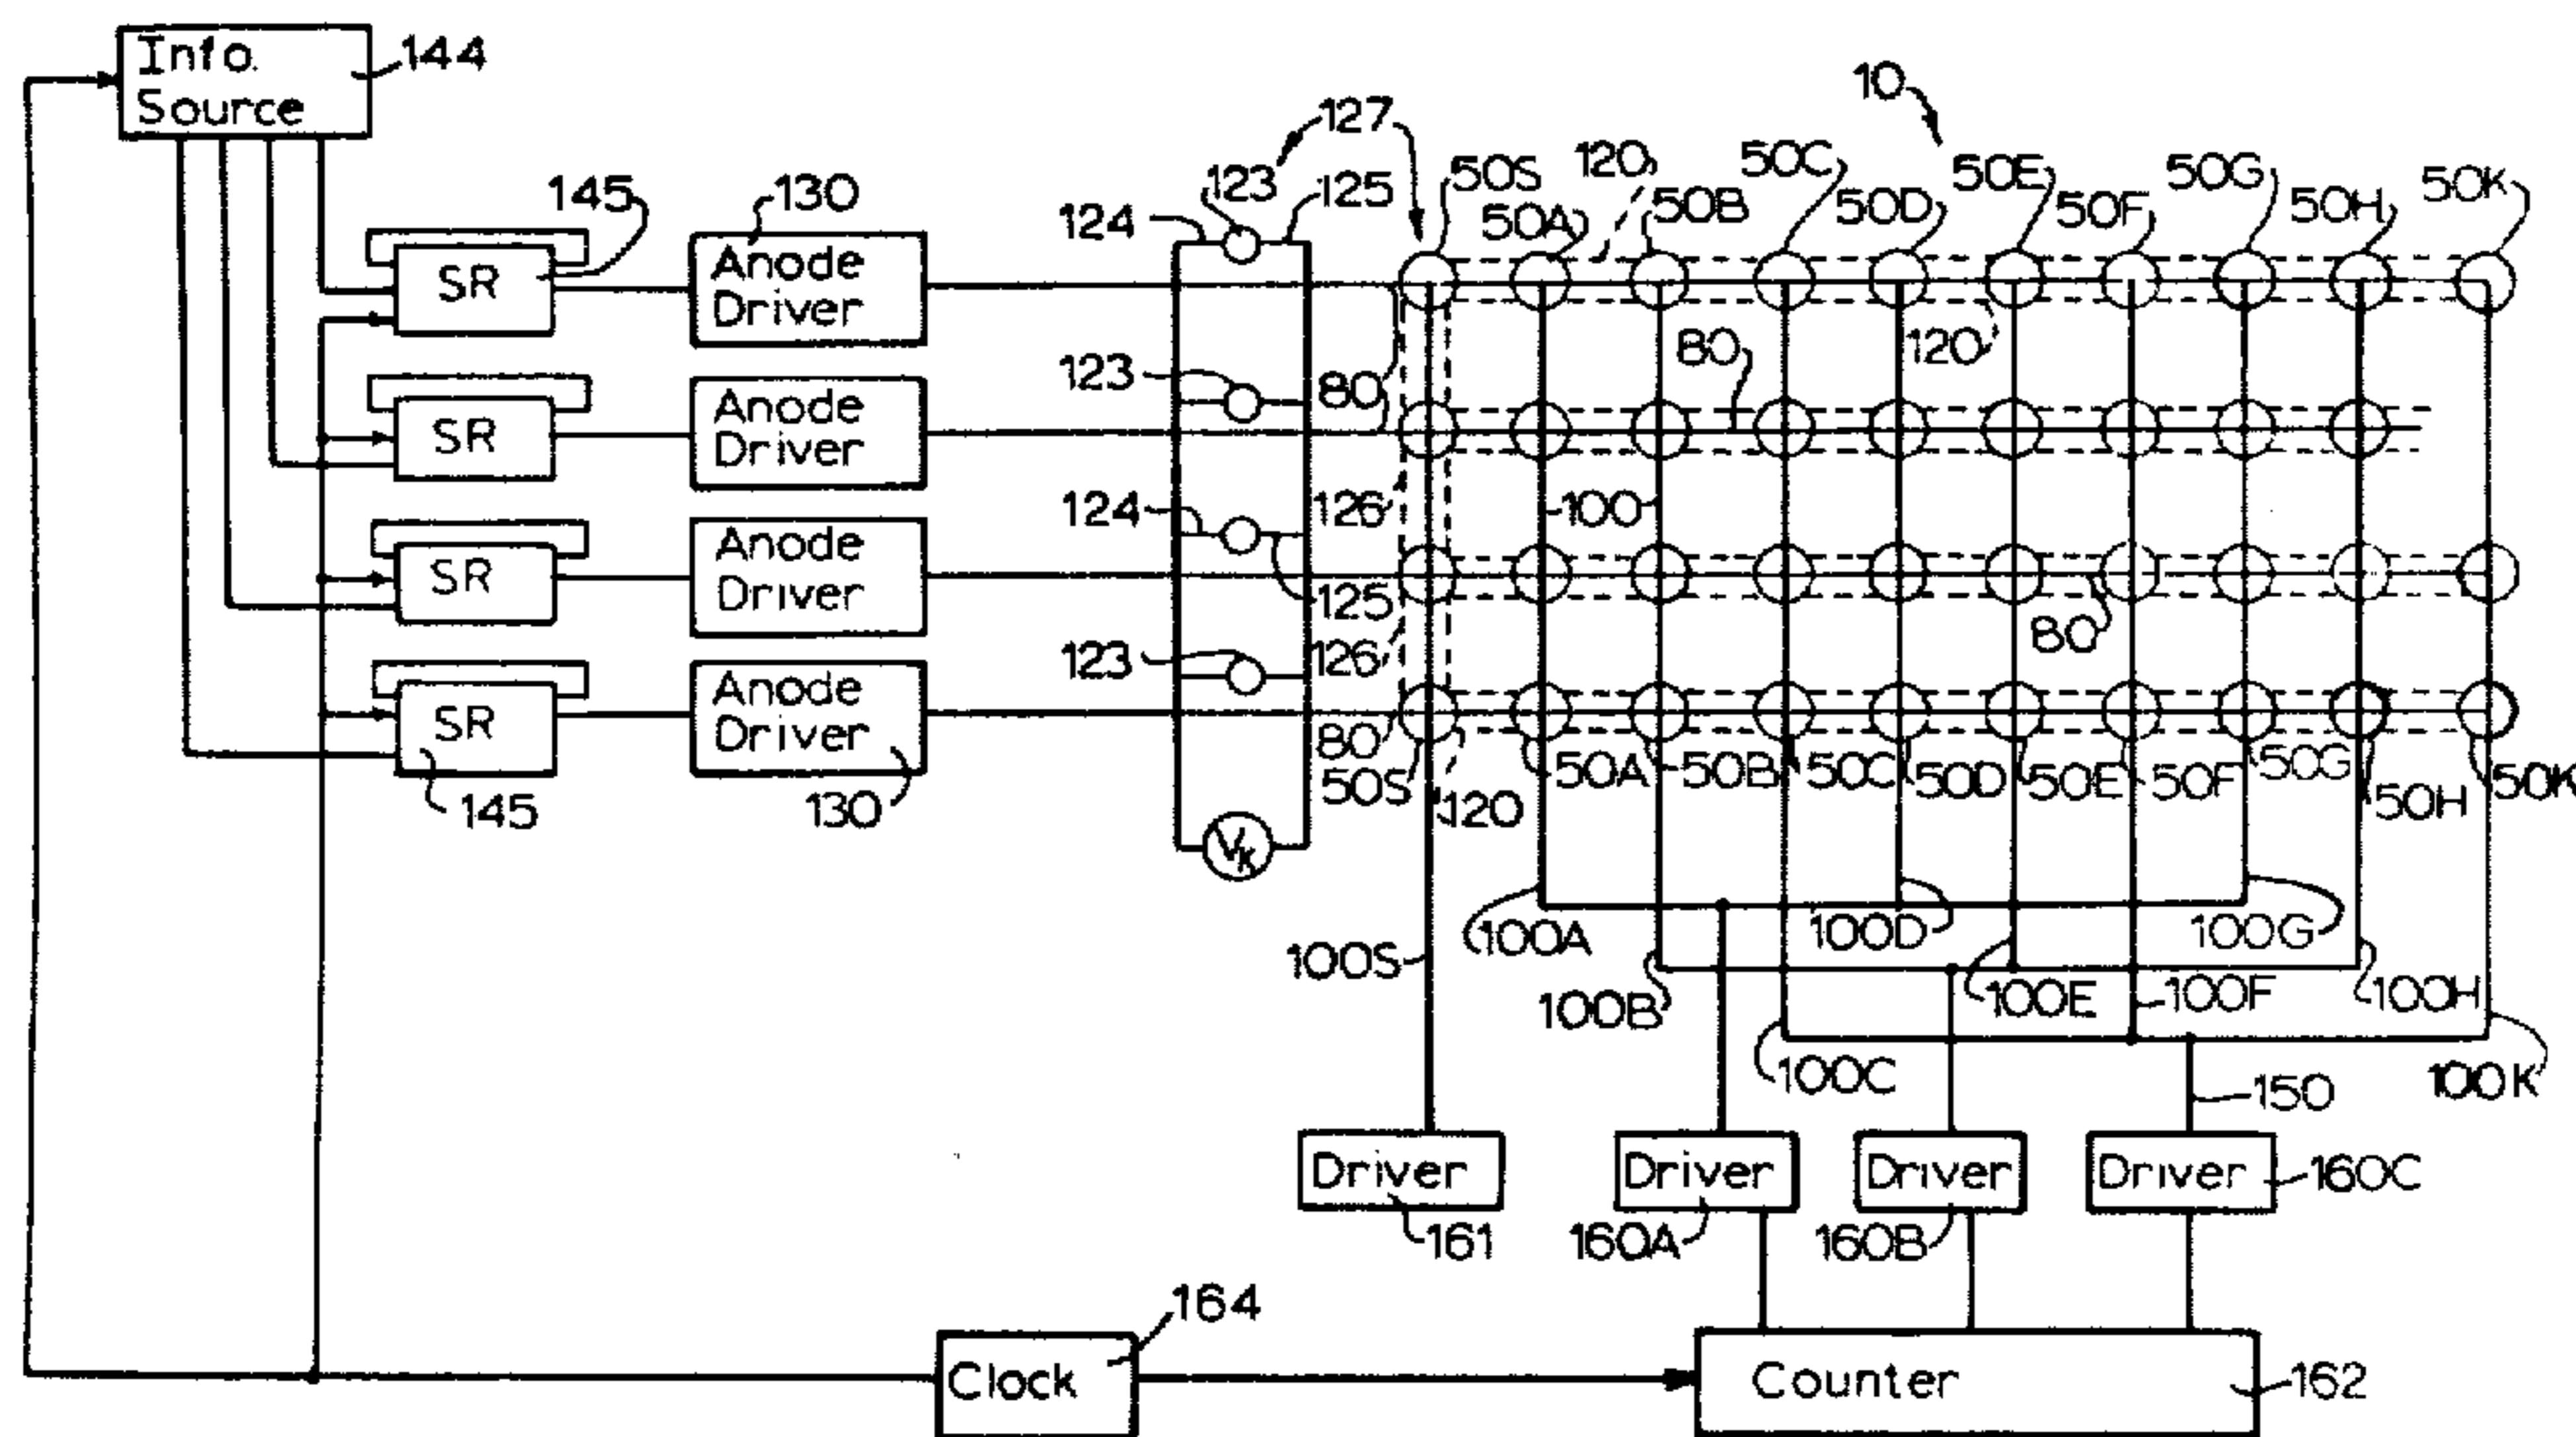 Info.
Source
144
10
127
123
125
124
145
130
50S
50A
120
50B
50C
50D
50E
50F
50G
50H
50K
SR
Anode
Driver
123
80
80
120
SR
Anode
Driver
124
126
100
SR
Anode
Driver
125
126
80
123
SR
Anode
Driver
80
145
130
50S
120
50A
50B
50C
50D
50E
50F
50G
50H
50K
VK
100S
100A
100D
100G
100B
100E
100F
100H
100C
150
100K
Driver
Driver
Driver
Driver
160C
161
160A
160B
164
Clock
Counter
162